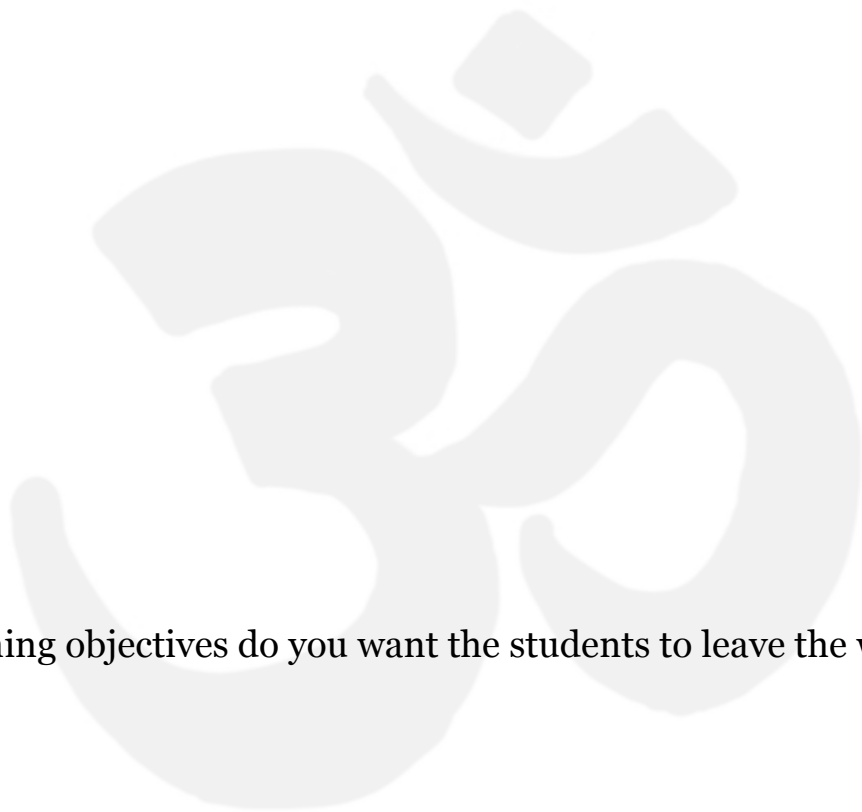 ॐ
ning objectives do you want the students to leave the w